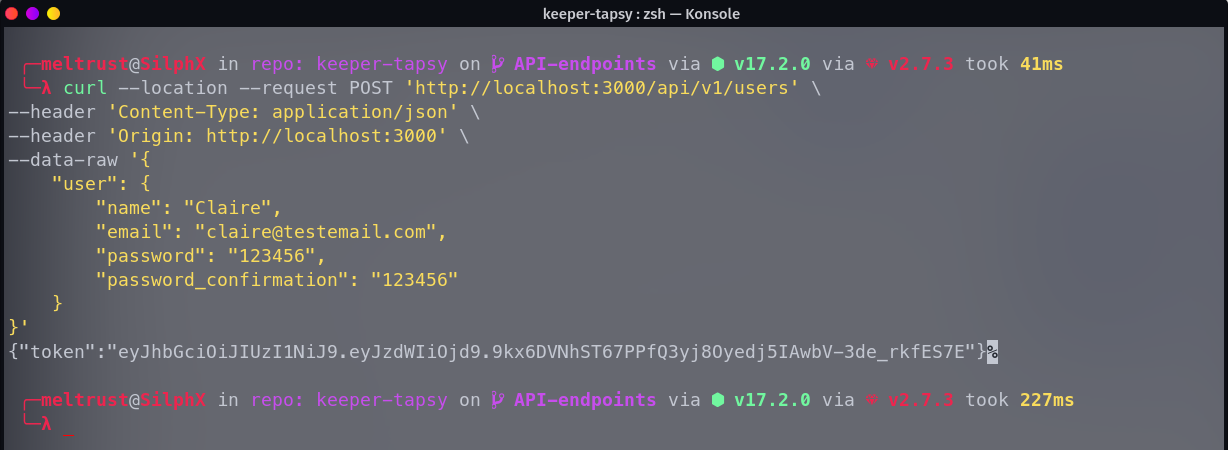 keeper-tapsy : zsh — Konsole
╭─meltrust@SilphX in repo: keeper-tapsy on API-endpoints via ⬢ v17.2.0 via v2.7.3 took 41ms
╰─λ curl --location --request POST 'http://localhost:3000/api/v1/users' \
--header 'Content-Type: application/json' \
--header 'Origin: http://localhost:3000' \
--data-raw '{
    "user": {
        "name": "Claire",
        "email": "claire@testemail.com",
        "password": "123456",
        "password_confirmation": "123456"
    }
}'
{"token":"eyJhbGciOiJIUzI1NiJ9.eyJzdWIiOjd9.9kx6DVNhST67PPfQ3yj8Oyedj5IAwbV-3de_rkfES7E"}%
╭─meltrust@SilphX in repo: keeper-tapsy on API-endpoints via ⬢ v17.2.0 via v2.7.3 took 227ms
╰─λ _